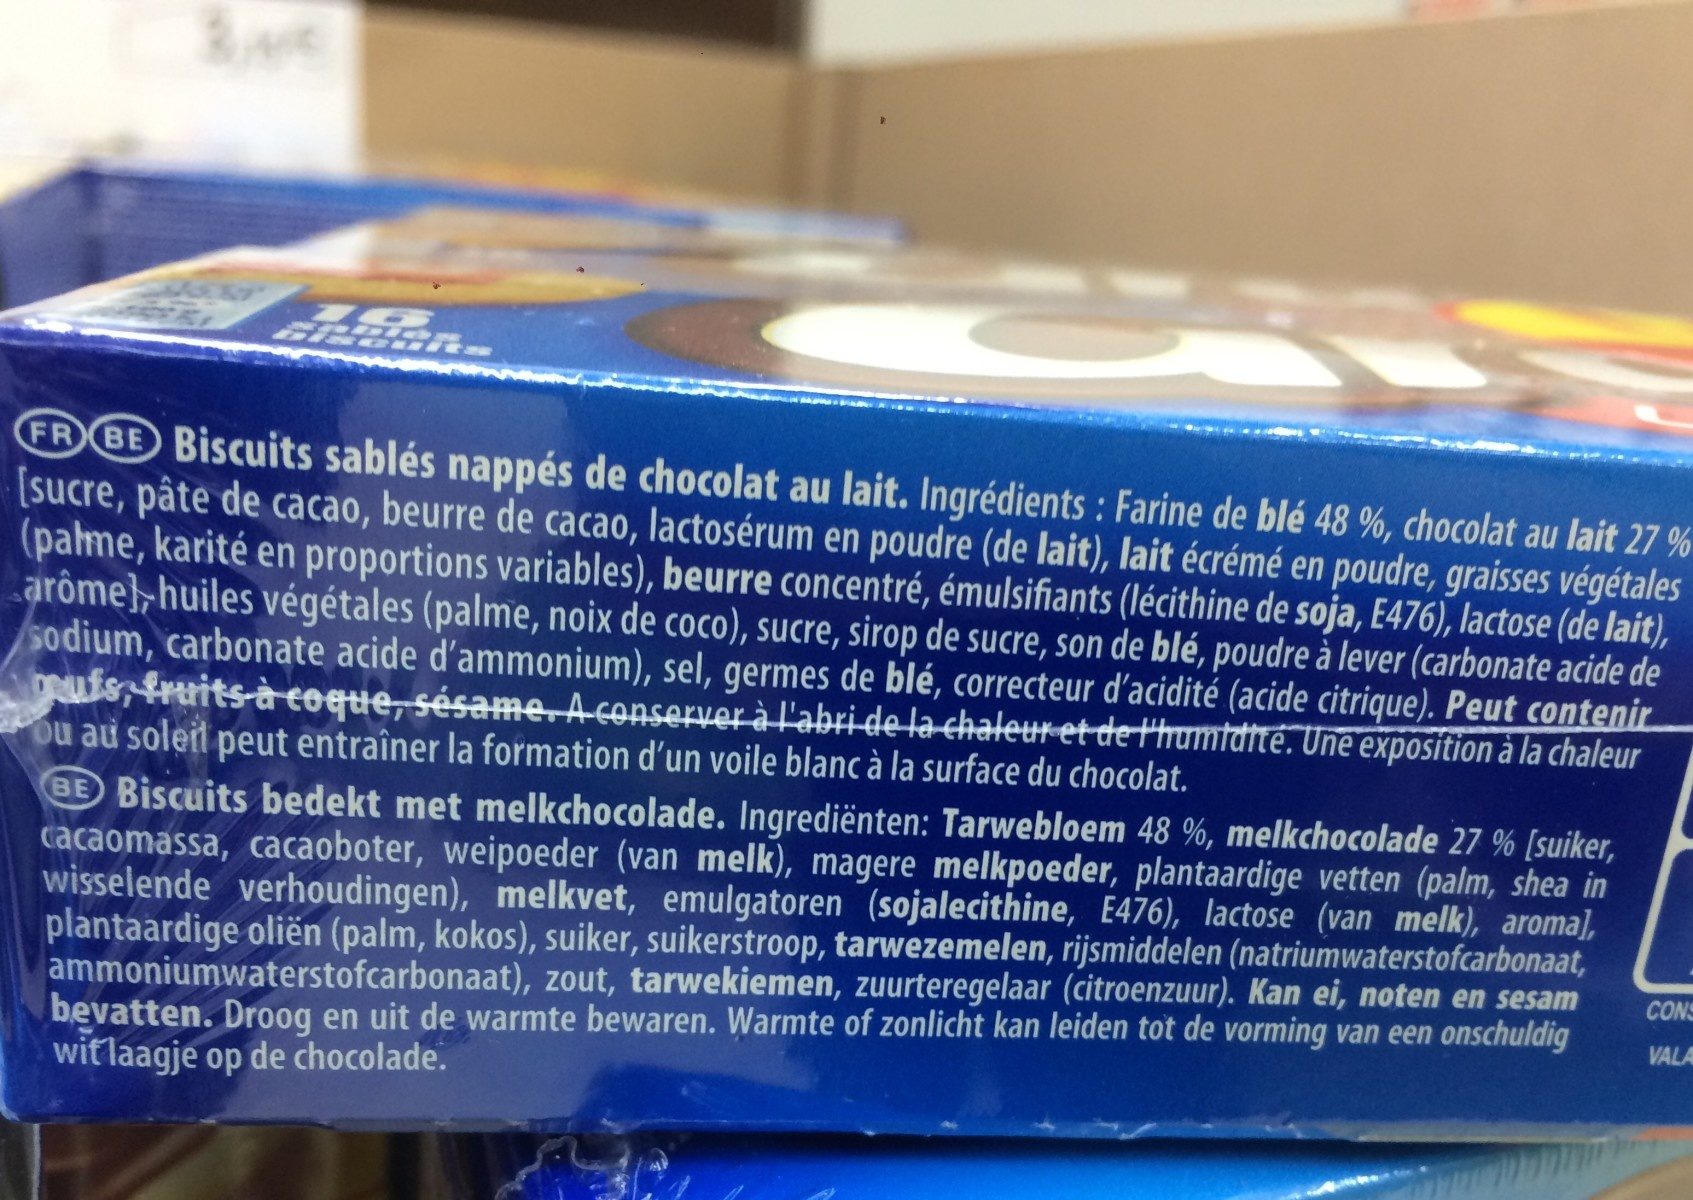 16
sablés
biscuits
FR BE Biscuits sablés nappés de chocolat au lait. Ingrédients : Farine de blé 48 %, chocolat au lait 27 %
[sucre, pâte de cacao, beurre de cacao, lactosérum en poudre (de lait), lait écrémé en poudre, graisses végétales
(palme, karité en proportions variables), beurre concentré, émulsifiants (lécithine de soja, E476), lactose (de lait),
arôme], huiles végétales (palme, noix de coco), sucre, sirop de sucre, son de blé, poudre à lever (carbonate acide de
sodium, carbonate acide d'ammonium), sel, germes de blé, correcteur d'acidité (acide citrique). Peut contenir
œufs, fruits à coque, sésame. A conserver à l'abri de la chaleur et de l'humidité. Une exposition à la chaleur
ou au soleil peut entraîner la formation d'un voile blanc à la surface du chocolat.
BE Biscuits bedekt met melkchocolade. Ingrediënten: Tarwebloem 48 %, melkchocolade 27 % [suiker,
cacaomassa, cacaoboter, weipoeder (van melk), magere melkpoeder, plantaardige vetten (palm, shea in
wisselende verhoudingen), melkvet, emulgatoren (sojalecithine, E476), lactose (van melk), aroma],
plantaardige oliën (palm, kokos), suiker, suikerstroop, tarwezemelen, rijsmiddelen (natriumwaterstofcarbonaat,
ammoniumwaterstofcarbonaat), zout, tarwekiemen, zuurteregelaar (citroenzuur). Kan ei, noten en sesam
bevatten. Droog en uit de warmte bewaren. Warmte of zonlicht kan leiden tot de vorming van een onschuldig
wit laagje op de chocolade.
CONS
VALA